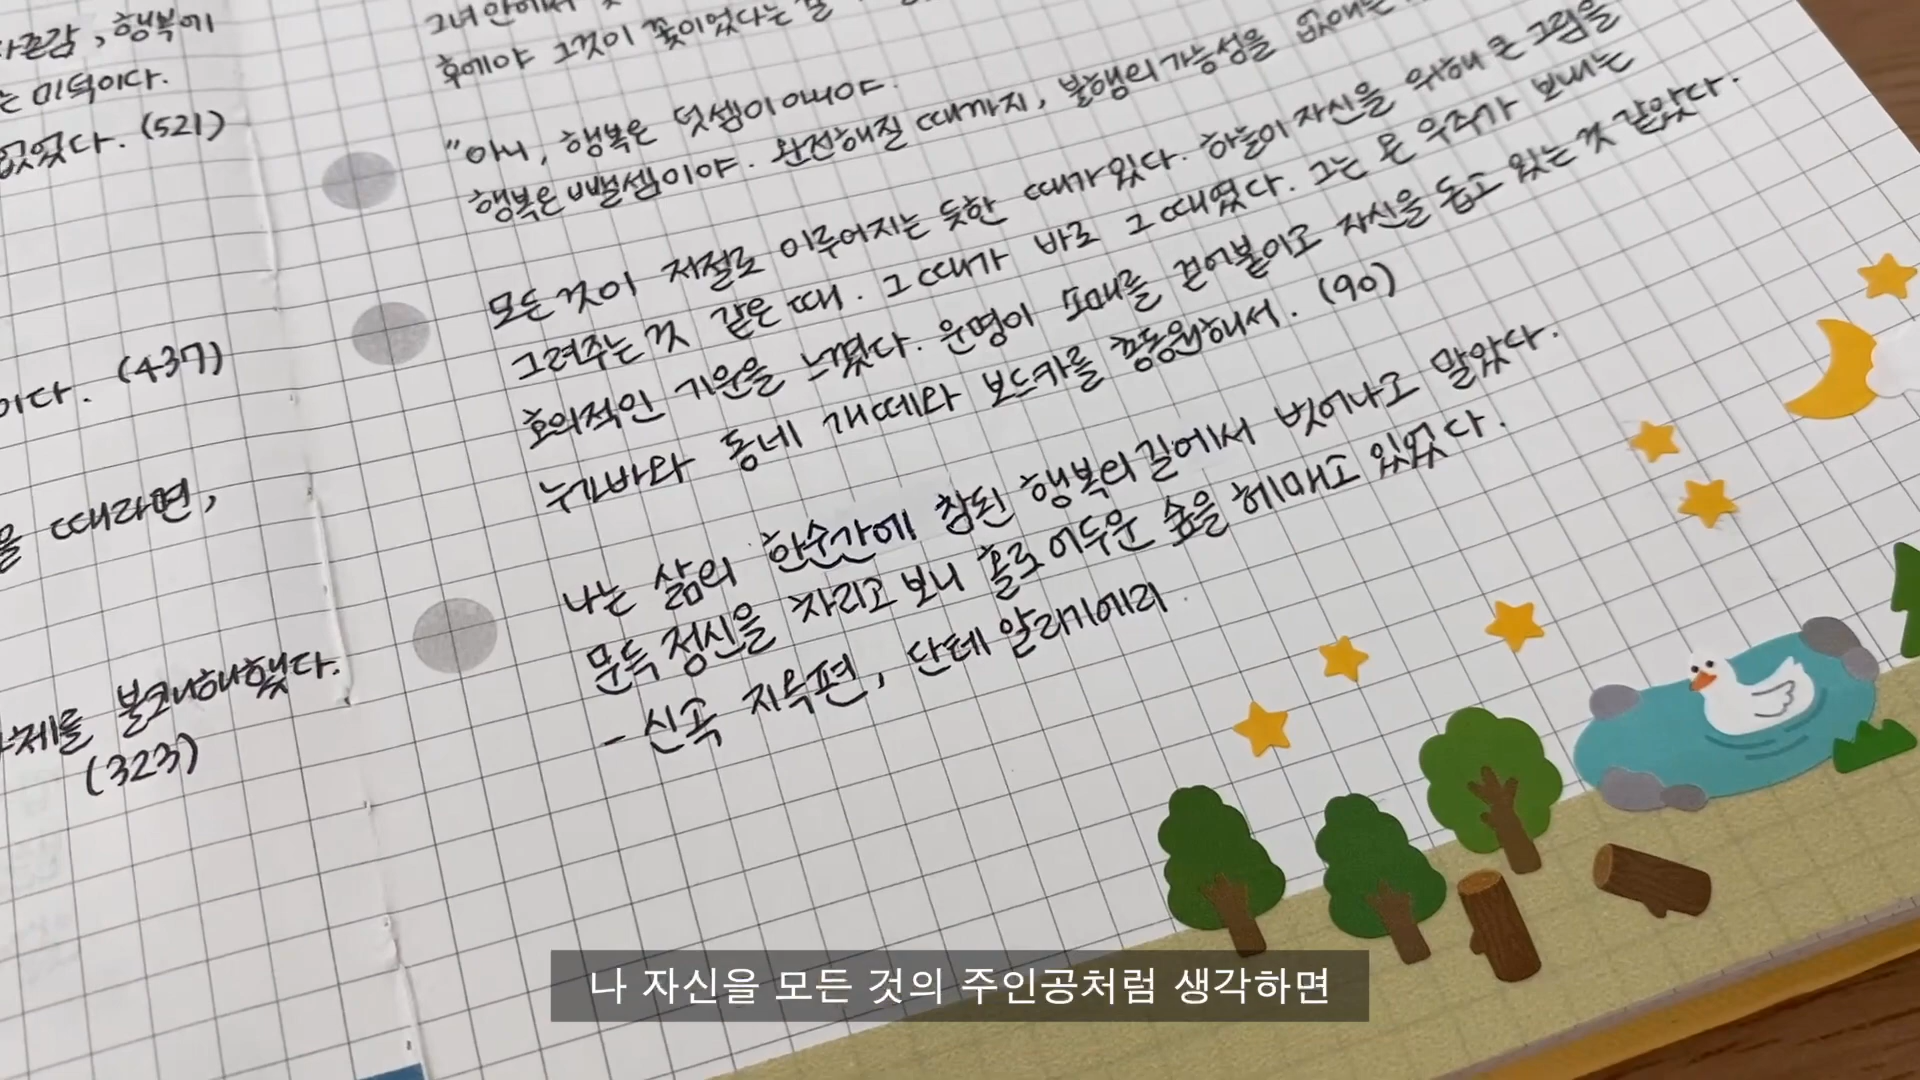 자존감, 행복에
는 미덕이다.
없었다. (521)
이다. (437)
을 때라면,
불쾌해했다.
(323)
그녀 안에서
후에야 그것이 꽃이었다는 걸
"아니, 행복은 덧셈이 아니야.
행복은 뺄셈이야. 완전해질 때까지, 불행의 가능성을 없애는
모든 것이 저절로 이루어지는 듯한 때가 있다. 하늘이 자신을 위해 큰 그림을
그려주는 것 같은 때. 그 때가 바로 그 때였다. 그는 온 우주가 보내는
호의적인 기운을 느꼈다. 운명이 소매를 걷어붙이고 자신을 돕고 있는 것 같았다.
누가바와 동네 개떼와 보드카를 총동원해서. (90)
나는 삶의 한순간에 참된 행복의 길에서 벗어나고 말았다.
문득 정신을 차리고 보니 홀로 어두운 숲을 헤매고 있었다.
- 신곡 지옥편, 단테 알리기에리
나 자신을 모든 것의 주인공처럼 생각하면